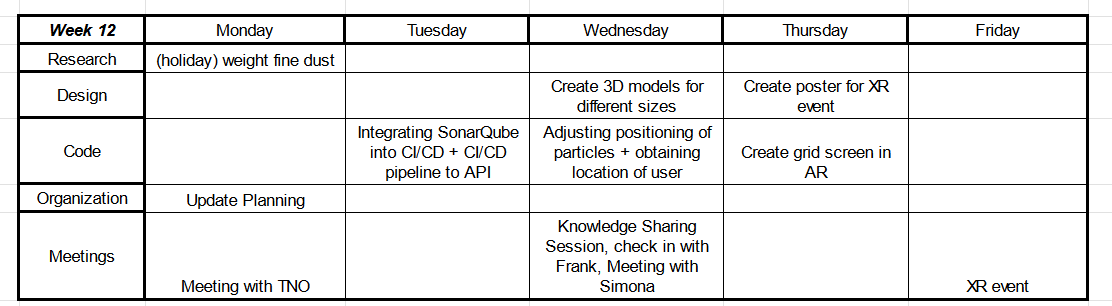 Week 12 Monday Tuesday Wednesday Thursday Friday
Research (holiday) weight fine dust
Design
Create 3D models for
different sizes
Create poster for XR
event
Code
Integrating SonarQube
into CI/CD + CI/CD
pipeline to API
Adjusting positioning of
particles + obtaining
location of user
Create grid screen in
AR
Organization Update Planning
Meetings
Meeting with TNO
Knowledge Sharing
Session, check in with
Frank, Meeting with
Simona
XR event